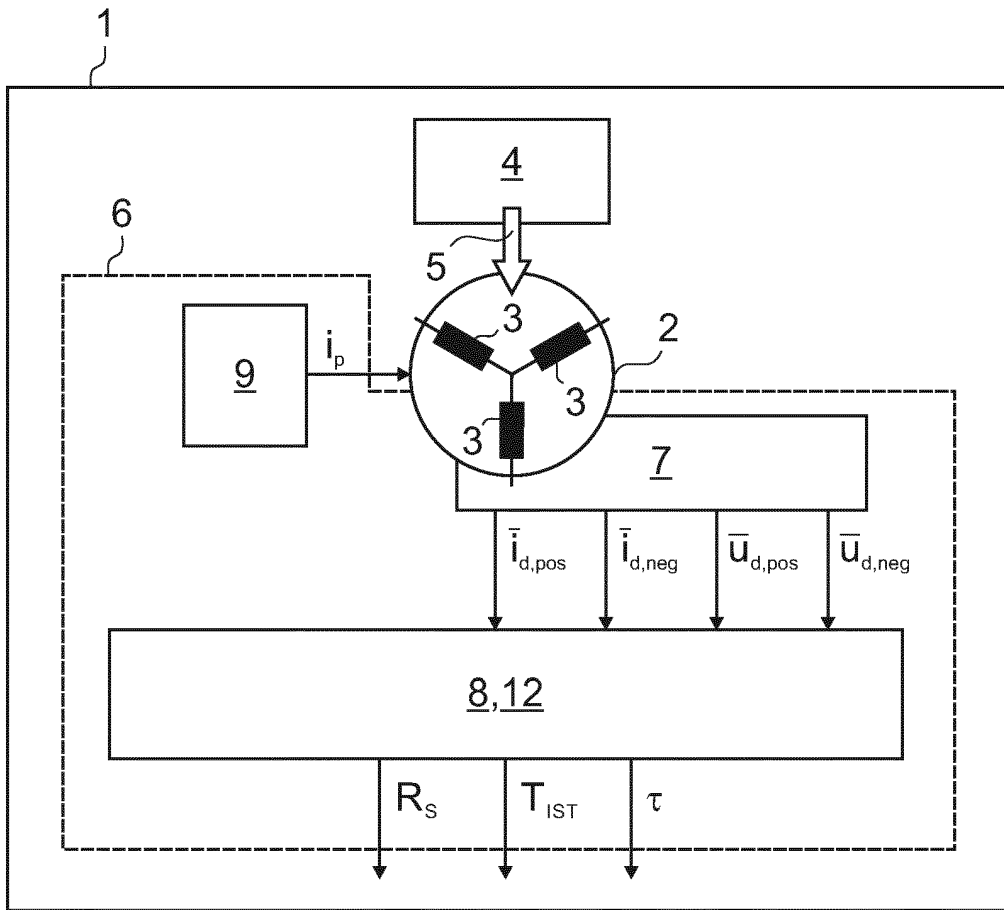 1
4
6
5
3
2
9
i_p
3
3
7
ī_d,pos
ī_d,neg
ū_d,pos
ū_d,neg
8,12
R_S
T_IST
τ